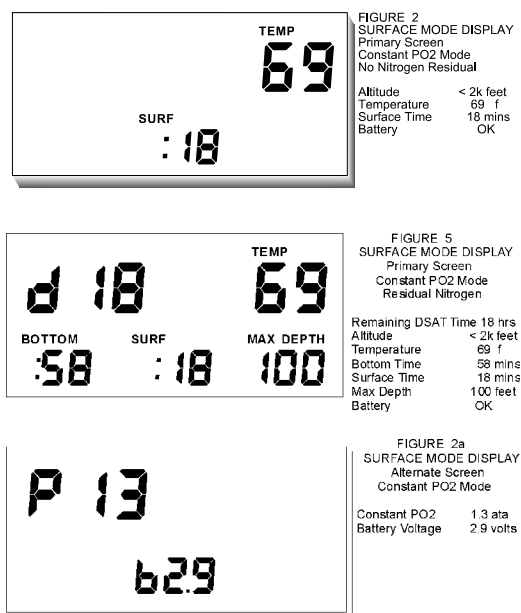 TEMP
69
SURF
:18
FIGURE 2
SURFACE MODE DISPLAY
Primary Screen
Constant PO2 Mode
No Nitrogen Residual
Altitude < 2k feet
Temperature 69 f
Surface Time 18 mins
Battery OK
TEMP
d 18 69
BOTTOM SURF MAX DEPTH
:58 :18 100
FIGURE 5
SURFACE MODE DISPLAY
Primary Screen
Constant PO2 Mode
Residual Nitrogen
Remaining DSAT Time 18 hrs
Altitude < 2k feet
Temperature 69 f
Bottom Time 58 mins
Surface Time 18 mins
Max Depth 100 feet
Battery OK
P 13
b2.9
FIGURE 2a
SURFACE MODE DISPLAY
Alternate Screen
Constant PO2 Mode
Constant PO2 1.3 ata
Battery Voltage 2.9 volts